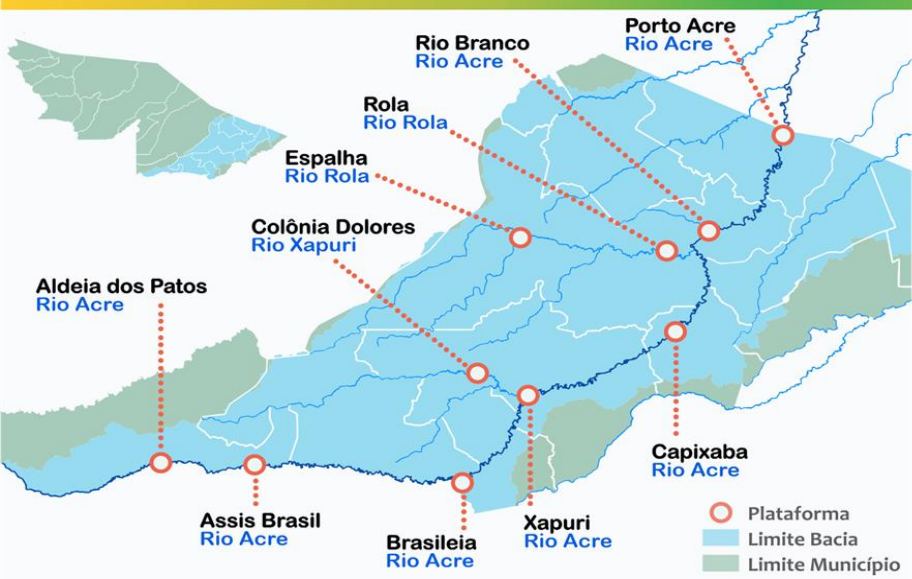 Porto Acre
Rio Acre
Rio Branco
Rio Acre
Rola
Rio Rola
Espalha
Rio Rola
Colônia Dolores
Rio Xapuri
Aldeia dos Patos
Rio Acre
Capixaba
Rio Acre
Assis Brasil
Rio Acre
Brasileia
Rio Acre
Xapuri
Rio Acre
Plataforma
Limite Bacia
Limite Município